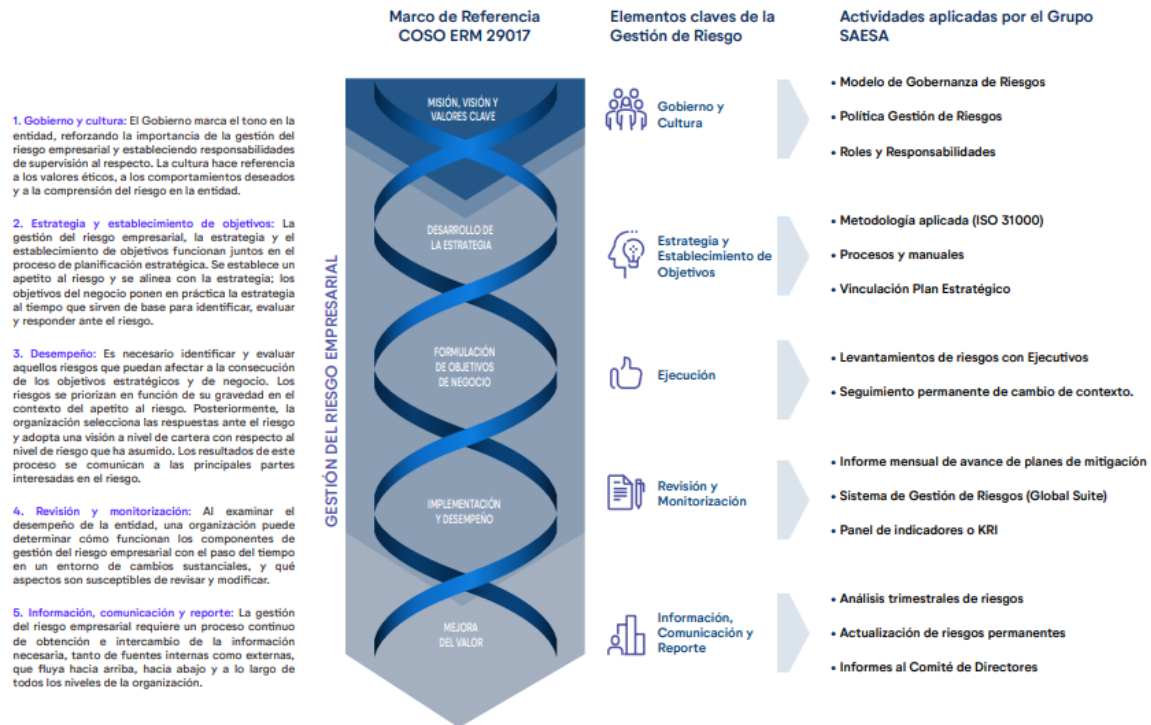 Marco de Referencia
COSO ERM 29017
Elementos claves de la
Gestión de Riesgo
Actividades aplicadas por el Grupo
SAESA
1. Gobierno y cultura: El Gobierno marca el tono en la
entidad, reforzando la importancia de la gestión del
riesgo empresarial y estableciendo responsabilidades
de supervisión al respecto. La cultura hace referencia
a los valores éticos, a los comportamientos deseados
y a la comprensión del riesgo en la entidad.
2. Estrategia y establecimiento de objetivos: La
gestión del riesgo empresarial, la estrategia y el
establecimiento de objetivos funcionan juntos en el
proceso de planificación estratégica. Se establece un
apetito al riesgo y se alinea con la estrategia; los
objetivos del negocio ponen en práctica la estrategia
al tiempo que sirven de base para identificar, evaluar
y responder ante el riesgo.
3. Desempeño: Es necesario identificar y evaluar
aquellos riesgos que puedan afectar a la consecución
de los objetivos estratégicos y de negocio. Los
riesgos se priorizan en función de su gravedad en el
contexto del apetito al riesgo. Posteriormente, la
organización selecciona las respuestas ante el riesgo
y adopta una visión a nivel de cartera con respecto al
nivel de riesgo que ha asumido. Los resultados de este
proceso se comunican a las principales partes
interesadas en el riesgo.
4. Revisión y monitorización: Al examinar el
desempeño de la entidad, una organización puede
determinar cómo funcionan los componentes de
gestión del riesgo empresarial con el paso del tiempo
en un entorno de cambios sustanciales, y qué
aspectos son susceptibles de revisar y modificar.
5. Información, comunicación y reporte: La gestión
del riesgo empresarial requiere un proceso continuo
de obtención e intercambio de la información
necesaria, tanto de fuentes internas como externas,
que fluya hacia arriba, hacia abajo y a lo largo de
todos los niveles de la organización.
GESTIÓN DEL RIESGO EMPRESARIAL
MISIÓN, VISIÓN Y
VALORES CLAVE
DESARROLLO DE
LA ESTRATEGIA
FORMULACIÓN
DE OBJETIVOS
DE NEGOCIO
IMPLEMENTACIÓN
Y DESEMPEÑO
MEJORA
DEL VALOR
Gobierno y
Cultura
• Modelo de Gobernanza de Riesgos
• Política Gestión de Riesgos
• Roles y Responsabilidades
Estrategia y
Establecimiento de
Objetivos
• Metodología aplicada (ISO 31000)
• Procesos y manuales
• Vinculación Plan Estratégico
Ejecución
• Levantamientos de riesgos con Ejecutivos
• Seguimiento permanente de cambio de contexto.
Revisión y
Monitorización
• Informe mensual de avance de planes de mitigación
• Sistema de Gestión de Riesgos (Global Suite)
• Panel de indicadores o KRI
Información,
Comunicación y
Reporte
• Análisis trimestrales de riesgos
• Actualización de riesgos permanentes
• Informes al Comité de Directores